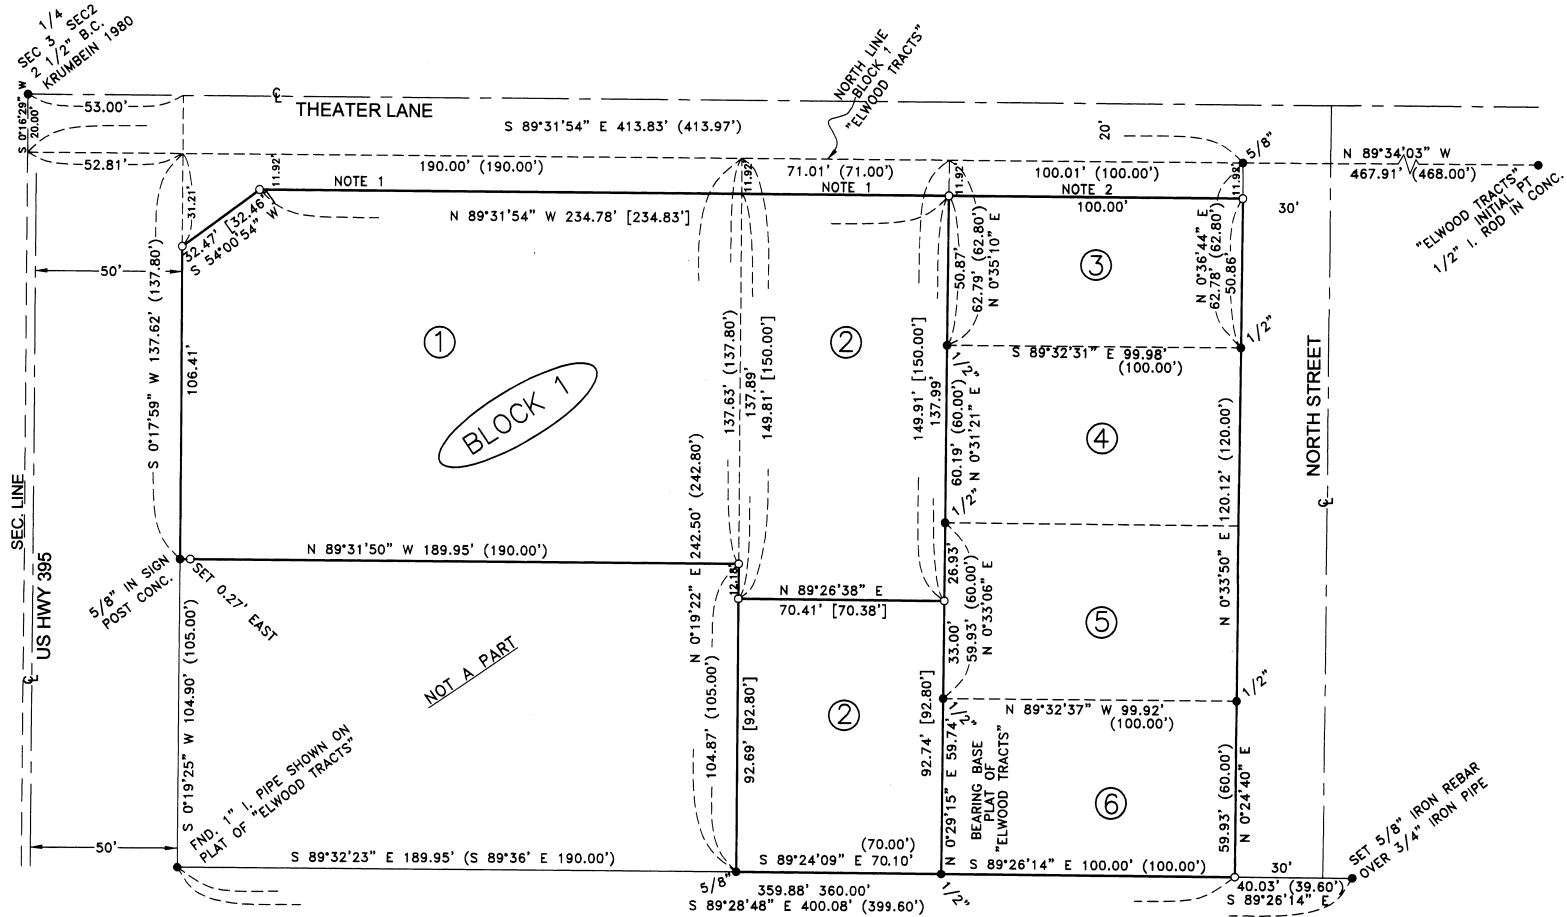 1/4
SEC 3 SEC2
2 1/2" B.C.
KRUMBEIN 1980
S 0°16'29" W
20.00'
53.00'
52.81'
℄
THEATER LANE
S 89°31'54" E 413.83' (413.97')
NORTH LINE
BLOCK 1
"ELWOOD TRACTS"
20'
5/8"
N 89°34'03" W
467.91' (468.00')
"ELWOOD TRACTS"
INITIAL PT
1/2" I. ROD IN CONC.
11.92
190.00' (190.00')
11.92
71.01' (71.00')
11.92
100.01' (100.00')
11.92
NOTE 1
NOTE 1
NOTE 2
100.00'
30'
31.21'
32.47' [32.46']
S 54°00'54" W
N 89°31'54" W 234.78' [234.83']
50'
S 0°17'59" W 137.62' (137.80')
106.41'
1
BLOCK 1
137.63' (137.80')
137.89'
149.81' [150.00']
2
149.91' [150.00']
137.99'
50.87'
62.79' (62.80')
N 0°35'10" E
3
N 0°36'44" E
62.78' (62.80')
50.86'
1/2"
S 89°32'31" E 99.98'
(100.00')
1/2"
60.19' (60.00')
N 0°31'21" E
4
NORTH STREET
℄
N 0°33'50" E 120.12' (120.00')
1/2"
SEC. LINE
US HWY 395
℄
5/8" IN SIGN
POST CONC.
SET 0.27' EAST
N 89°31'50" W 189.95' (190.00')
N 0°19'22" E 242.50' (242.80')
12.18'
N 89°26'38" E
70.41' [70.38']
26.93'
33.00'
59.93' (60.00')
N 0°33'06" E
5
1/2"
N 89°32'37" W 99.92'
(100.00')
1/2"
NOT A PART
S 0°19'25" W 104.90' (105.00')
104.87' (105.00')
92.69' [92.80']
2
92.74' [92.80']
N 0°29'15" E 59.74'
BEARING BASE
PLAT OF
"ELWOOD TRACTS"
6
59.93' (60.00')
N 0°24'40" E
FND. 1" I. PIPE SHOWN ON
PLAT OF "ELWOOD TRACTS"
50'
S 89°32'23" E 189.95' (S 89°36' E 190.00')
(70.00')
S 89°24'09" E 70.10'
S 89°26'14" E 100.00' (100.00')
30'
SET 5/8" IRON REBAR
OVER 3/4" IRON PIPE
5/8"
359.88' 360.00'
S 89°28'48" E 400.08' (399.60')
1/2"
40.03' (39.60')
S 89°26'14" E